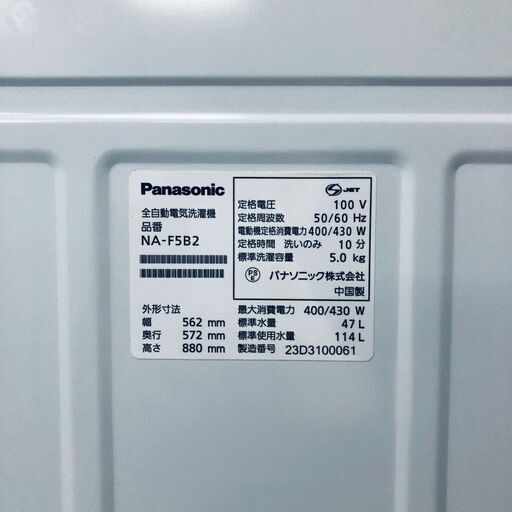 Panasonic
全自動電気洗濯機
品番
NA-F5B2
外形寸法
幅 562 mm
奥行 572 mm
高さ 880 mm
JET
定格電圧 100 V
定格周波数 50/60 Hz
電動機定格消費電力 400/430 W
定格時間 洗いのみ 10 分
標準洗濯容量 5.0 kg
PS E パナソニック株式会社
中国製
最大消費電力 400/430 W
標準水量 47 L
標準使用水量 114 L
製造番号 23D3100061